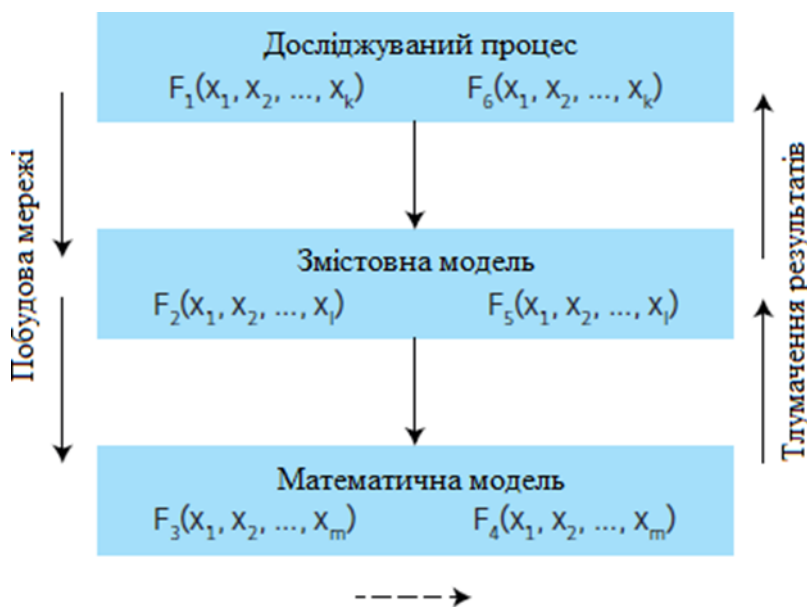 Досліджуваний процес
F₁(x₁, x₂, ..., xₖ) F₆(x₁, x₂, ..., xₖ)
Побудова мережі
Змістовна модель
F₂(x₁, x₂, ..., xₗ) F₅(x₁, x₂, ..., xₗ)
Тлумачення результатів
Математична модель
F₃(x₁, x₂, ..., xₘ) F₄(x₁, x₂, ..., xₘ)